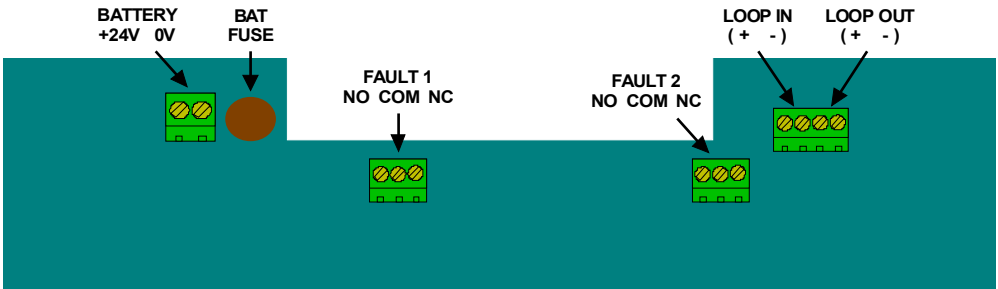 BATTERY
+24V 0V
BAT
FUSE
FAULT 1
NO COM NC
FAULT 2
NO COM NC
LOOP IN
( + - )
LOOP OUT
( + - )